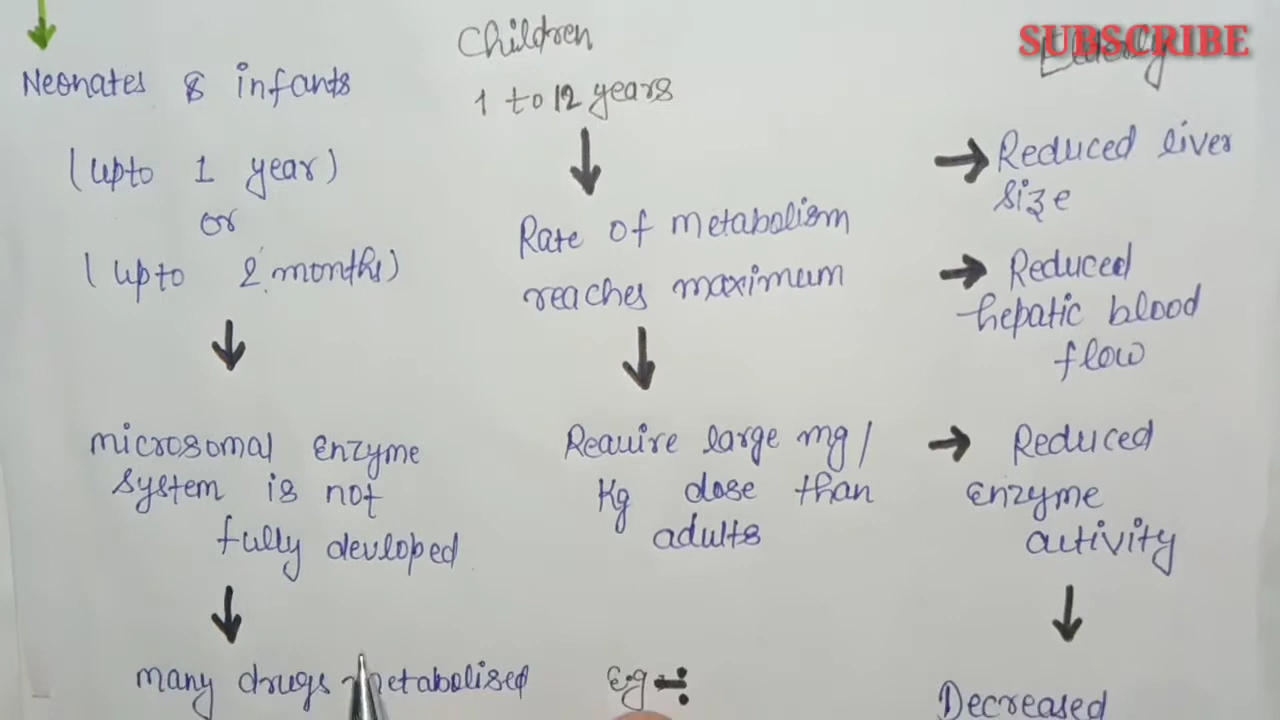 Neonates & infants
(upto 1 year)
or
(upto 2 months)
microsomal enzyme
system is not
fully devloped
many drugs metabolised
Children
1 to 12 years
Rate of metabolism
reaches maximum
Require large mg/
Kg dose than
adults
Eg:
SUBSCRIBE
Elderly
Reduced liver
size
Reduced
hepatic blood
flow
Reduced
enzyme
activity
Decreased